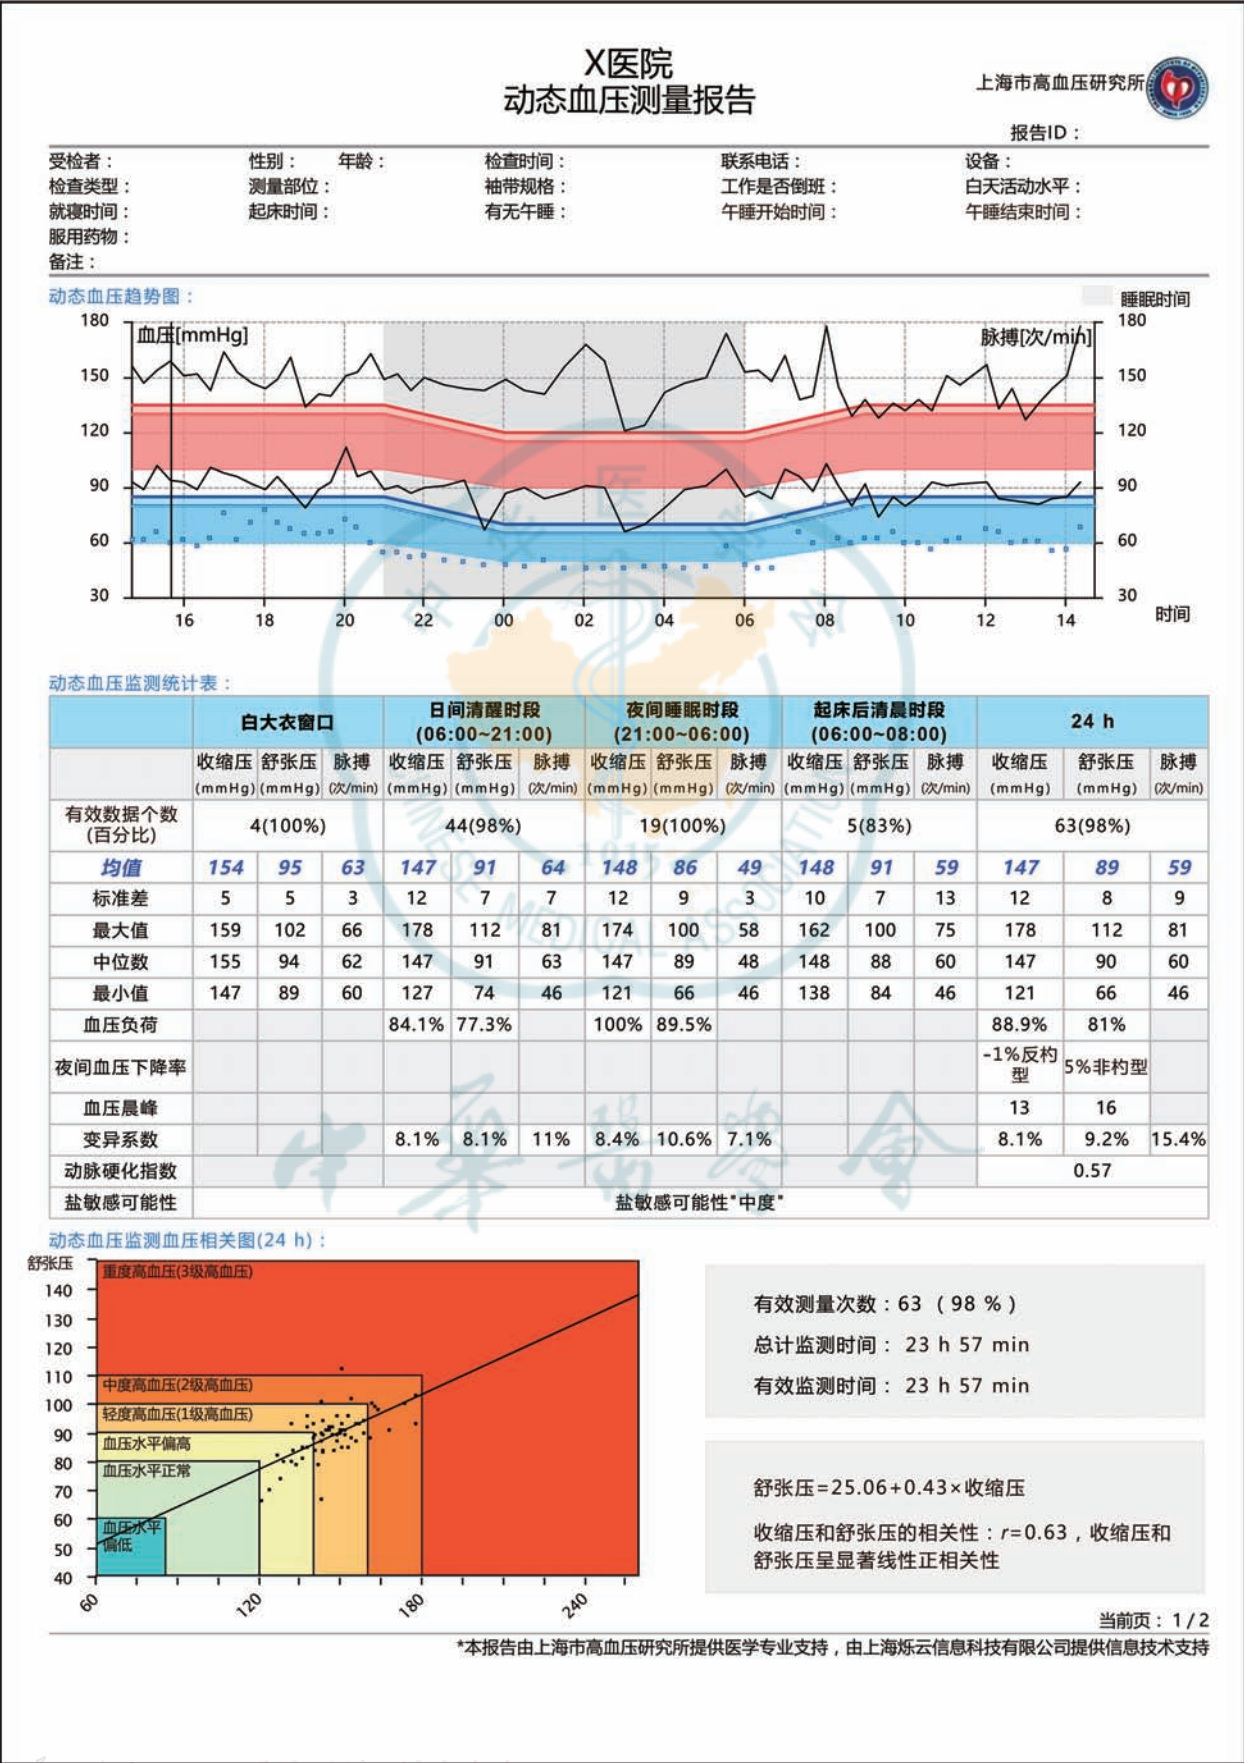 X医院
动态血压测量报告
上海市高血压研究所
报告ID：
受检者： 性别： 年龄： 检查时间： 联系电话： 设备：
检查类型： 测量部位： 袖带规格： 工作是否倒班： 白天活动水平：
就寝时间： 起床时间： 有无午睡： 午睡开始时间： 午睡结束时间：
服用药物：
备注：
动态血压趋势图：
睡眠时间
180 血压[mmHg] 脉搏[次/min] 180
150 150
120 120
90 90
60 60
30 30
16 18 20 22 00 02 04 06 08 10 12 14 时间
动态血压监测统计表：
白大衣窗口 日间清醒时段 (06:00~21:00) 夜间睡眠时段 (21:00~06:00) 起床后清晨时段 (06:00~08:00) 24 h
收缩压 舒张压 脉搏 收缩压 舒张压 脉搏 收缩压 舒张压 脉搏 收缩压 舒张压 脉搏 收缩压 舒张压 脉搏
(mmHg) (mmHg) (次/min) (mmHg) (mmHg) (次/min) (mmHg) (mmHg) (次/min) (mmHg) (mmHg) (次/min) (mmHg) (mmHg) (次/min)
有效数据个数 (百分比) 4(100%) 44(98%) 19(100%) 5(83%) 63(98%)
均值 154 95 63 147 91 64 148 86 49 148 91 59 147 89 59
标准差 5 5 3 12 7 7 12 9 3 10 7 13 12 8 9
最大值 159 102 66 178 112 81 174 100 58 162 100 75 178 112 81
中位数 155 94 62 147 91 63 147 89 48 148 88 60 147 90 60
最小值 147 89 60 127 74 46 121 66 46 138 84 46 121 66 46
血压负荷 84.1% 77.3% 100% 89.5% 88.9% 81%
夜间血压下降率 -1%反杓型 5%非杓型
血压晨峰 13 16
变异系数 8.1% 8.1% 11% 8.4% 10.6% 7.1% 8.1% 9.2% 15.4%
动脉硬化指数 0.57
盐敏感可能性 盐敏感可能性"中度"
中华医学会
CHINESE MEDICAL ASSOCIATION
1915
中華醫學會
动态血压监测血压相关图(24 h)：
舒张压
重度高血压(3级高血压)
中度高血压(2级高血压)
轻度高血压(1级高血压)
血压水平偏高
血压水平正常
血压水平
偏低
140
130
120
110
100
90
80
70
60
50
40
60 120 180 240
有效测量次数：63 ( 98 % )
总计监测时间： 23 h 57 min
有效监测时间： 23 h 57 min
舒张压=25.06+0.43×收缩压
收缩压和舒张压的相关性：r=0.63，收缩压和
舒张压呈显著线性正相关性
当前页： 1 / 2
*本报告由上海市高血压研究所提供医学专业支持，由上海烁云信息科技有限公司提供信息技术支持